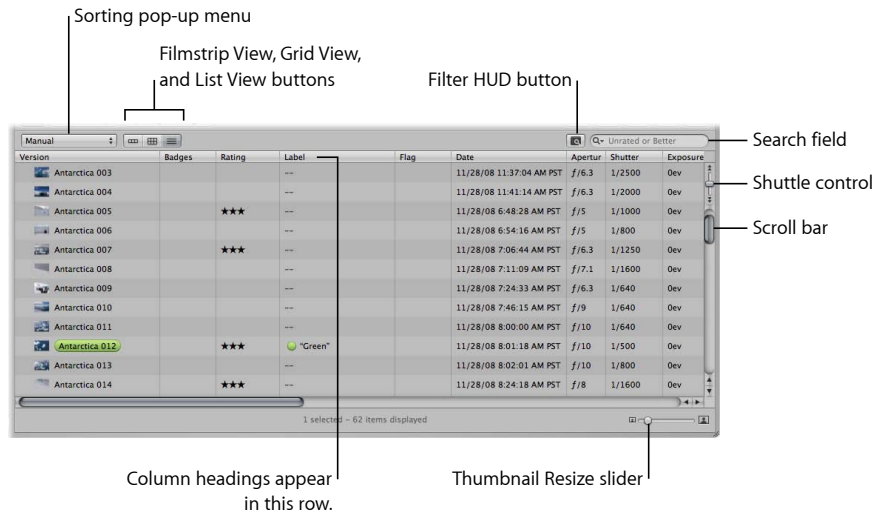 Sorting pop-up menu
Filmstrip View, Grid View,
and List View buttons
Filter HUD button
Manual
Unrated or Better
Search field
Version Badges Rating Label Flag Date Apertur Shutter Exposure
Antarctica 003 -- 11/28/08 11:37:04 AM PST ƒ/6.3 1/2500 0ev
Antarctica 004 -- 11/28/08 11:41:14 AM PST ƒ/6.3 1/2000 0ev
Shuttle control
Antarctica 005 ★★★ -- 11/28/08 6:48:28 AM PST ƒ/5 1/1000 0ev
Antarctica 006 -- 11/28/08 6:54:16 AM PST ƒ/5 1/800 0ev
Scroll bar
Antarctica 007 ★★★ -- 11/28/08 7:06:44 AM PST ƒ/6.3 1/1250 0ev
Antarctica 008 -- 11/28/08 7:11:09 AM PST ƒ/7.1 1/1600 0ev
Antarctica 009 -- 11/28/08 7:24:33 AM PST ƒ/6.3 1/640 0ev
Antarctica 010 -- 11/28/08 7:46:15 AM PST ƒ/9 1/640 0ev
Antarctica 011 -- 11/28/08 8:00:00 AM PST ƒ/10 1/640 0ev
Antarctica 012 ★★★ "Green" 11/28/08 8:01:18 AM PST ƒ/10 1/500 0ev
Antarctica 013 -- 11/28/08 8:02:01 AM PST ƒ/10 1/800 0ev
Antarctica 014 ★★★ -- 11/28/08 8:24:18 AM PST ƒ/8 1/1600 0ev
1 selected – 62 items displayed
Column headings appear
in this row.
Thumbnail Resize slider